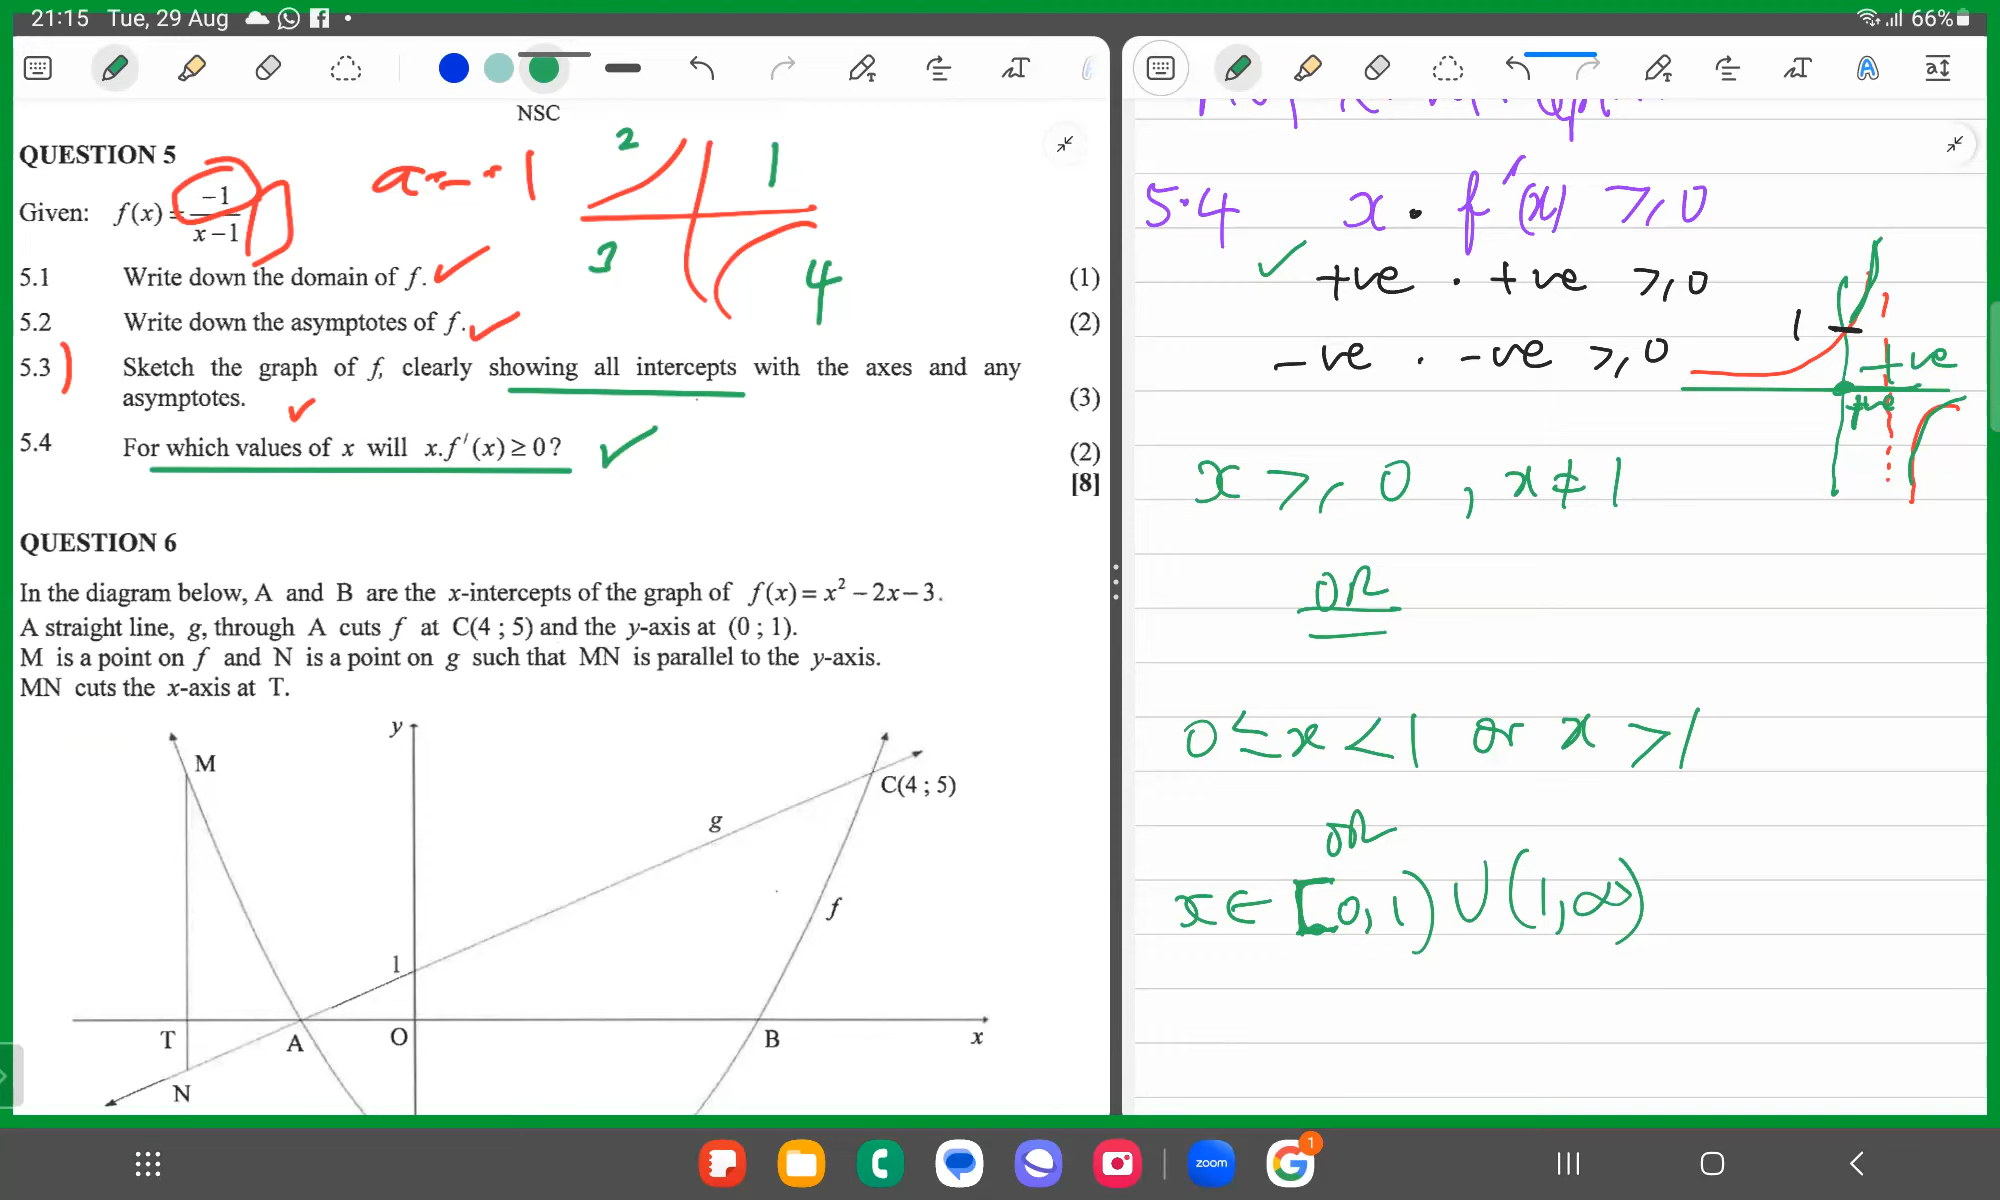 21:15 Tue, 29 Aug
66%
NSC
QUESTION 5
Given: f(x) = -1/(x-1)
a = -1
2
1
3
4
5.1 Write down the domain of f. (1)
5.2 Write down the asymptotes of f. (2)
5.3 Sketch the graph of f, clearly showing all intercepts with the axes and any
asymptotes. (3)
5.4 For which values of x will x.f'(x) ≥ 0? (2)
[8]
QUESTION 6
In the diagram below, A and B are the x-intercepts of the graph of f(x) = x² – 2x – 3.
A straight line, g, through A cuts f at C(4 ; 5) and the y-axis at (0 ; 1).
M is a point on f and N is a point on g such that MN is parallel to the y-axis.
MN cuts the x-axis at T.
y
M
C(4 ; 5)
g
f
1
T
A
O
B
x
N
5.4 x · f'(x) ≥ 0
+ve · +ve ≥ 0
-ve · -ve ≥ 0
1
1
+ve
+ve
x ≥ 0 , x ≠ 1
OR
0 ≤ x < 1 or x > 1
OR
x ∈ [0, 1) ∪ (1, ∞)
zoom
1